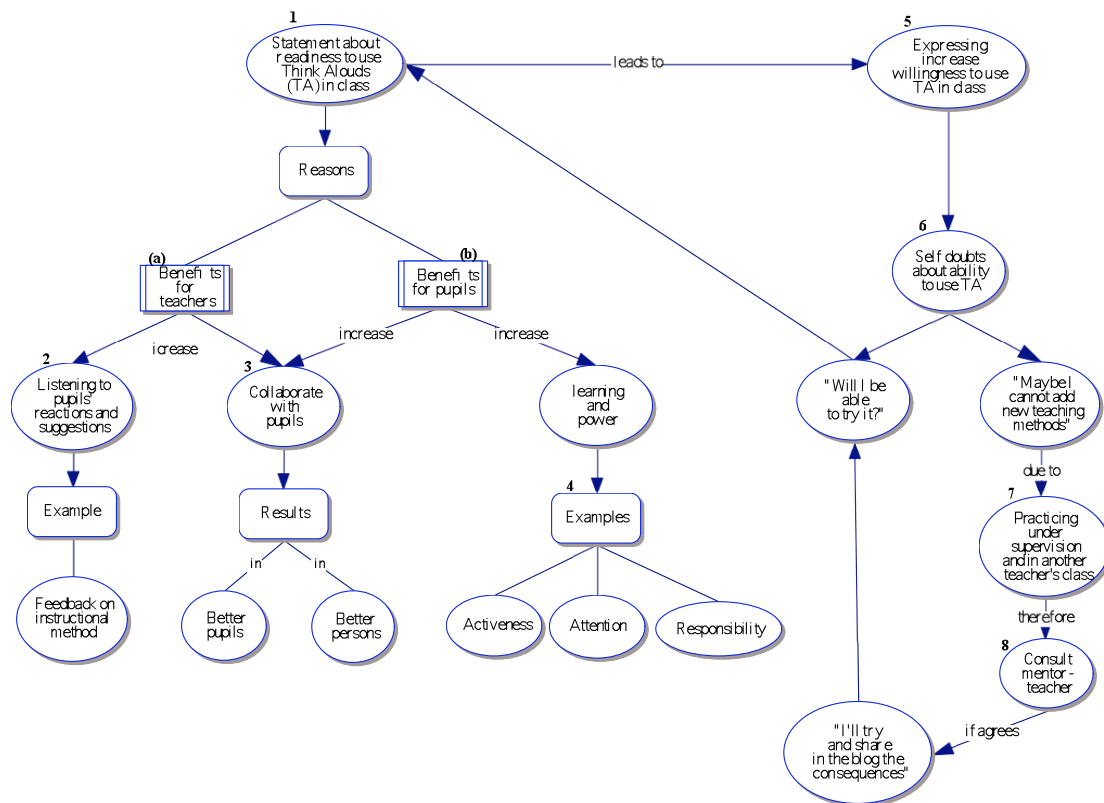 1
Statement about
readiness to use
Think Alouds
(TA) in class
leads to
5
Expressing
increase
willingness to use
TA in class
Reasons
6
Self doubts
about ability
to use TA
(a)
Benefits
for
teachers
(b)
Benefits
for pupils
icrease
increase
increase
2
Listening to
pupils'
reactions and
suggestions
3
Collaborate
with
pupils
learning
and
power
"Will I be
able
to try it?"
"Maybe I
cannot add
new teaching
methods"
due to
Example
Results
4
Examples
7
Practicing
under
supervision
and in another
teacher's class
in
in
Feedback on
instructional
method
Better
pupils
Better
persons
Activeness
Attention
Responsibility
therefore
8
Consult
mentor-
teacher
if agrees
"I'll try
and share
in the blog the
consequences"